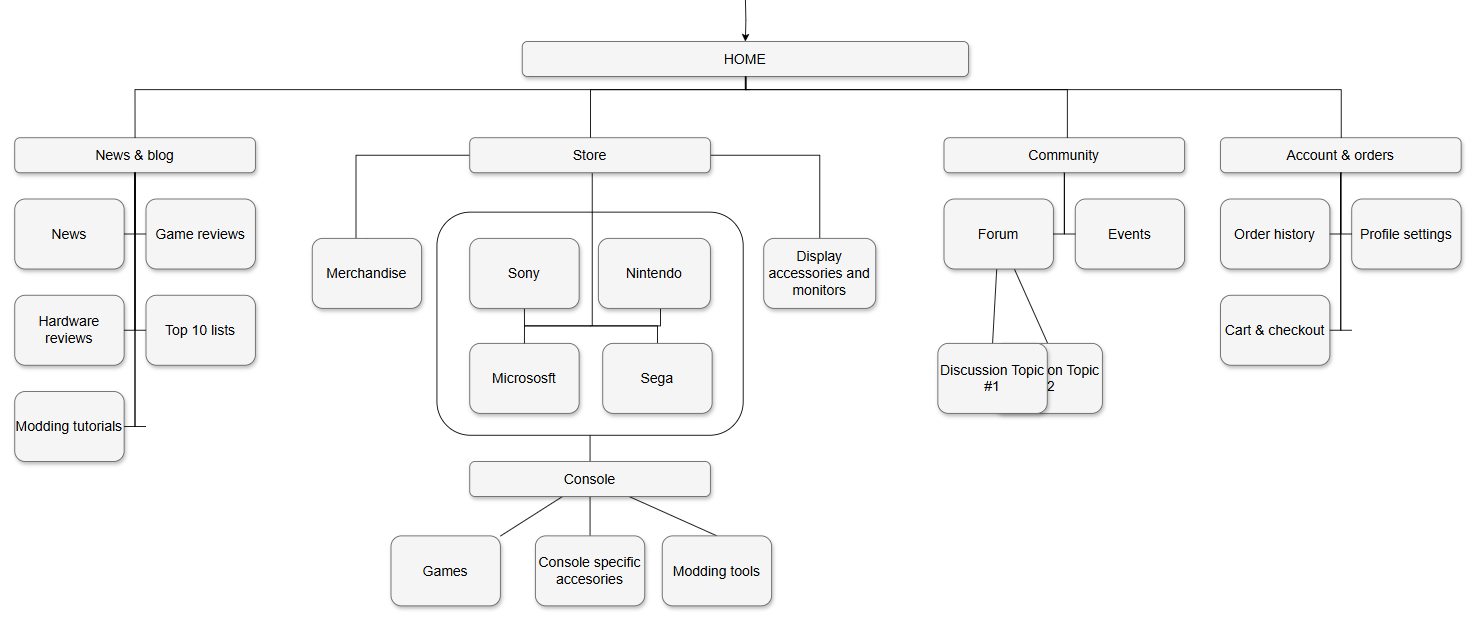 HOME
News & blog
Store
Community
Account & orders
News
Game reviews
Forum
Events
Order history
Profile settings
Merchandise
Sony
Nintendo
Display
accessories and
monitors
Hardware
reviews
Top 10 lists
Cart & checkout
Micrososft
Sega
Discussion Topic
#1
on Topic
2
Modding tutorials
Console
Games
Console specific
accesories
Modding tools